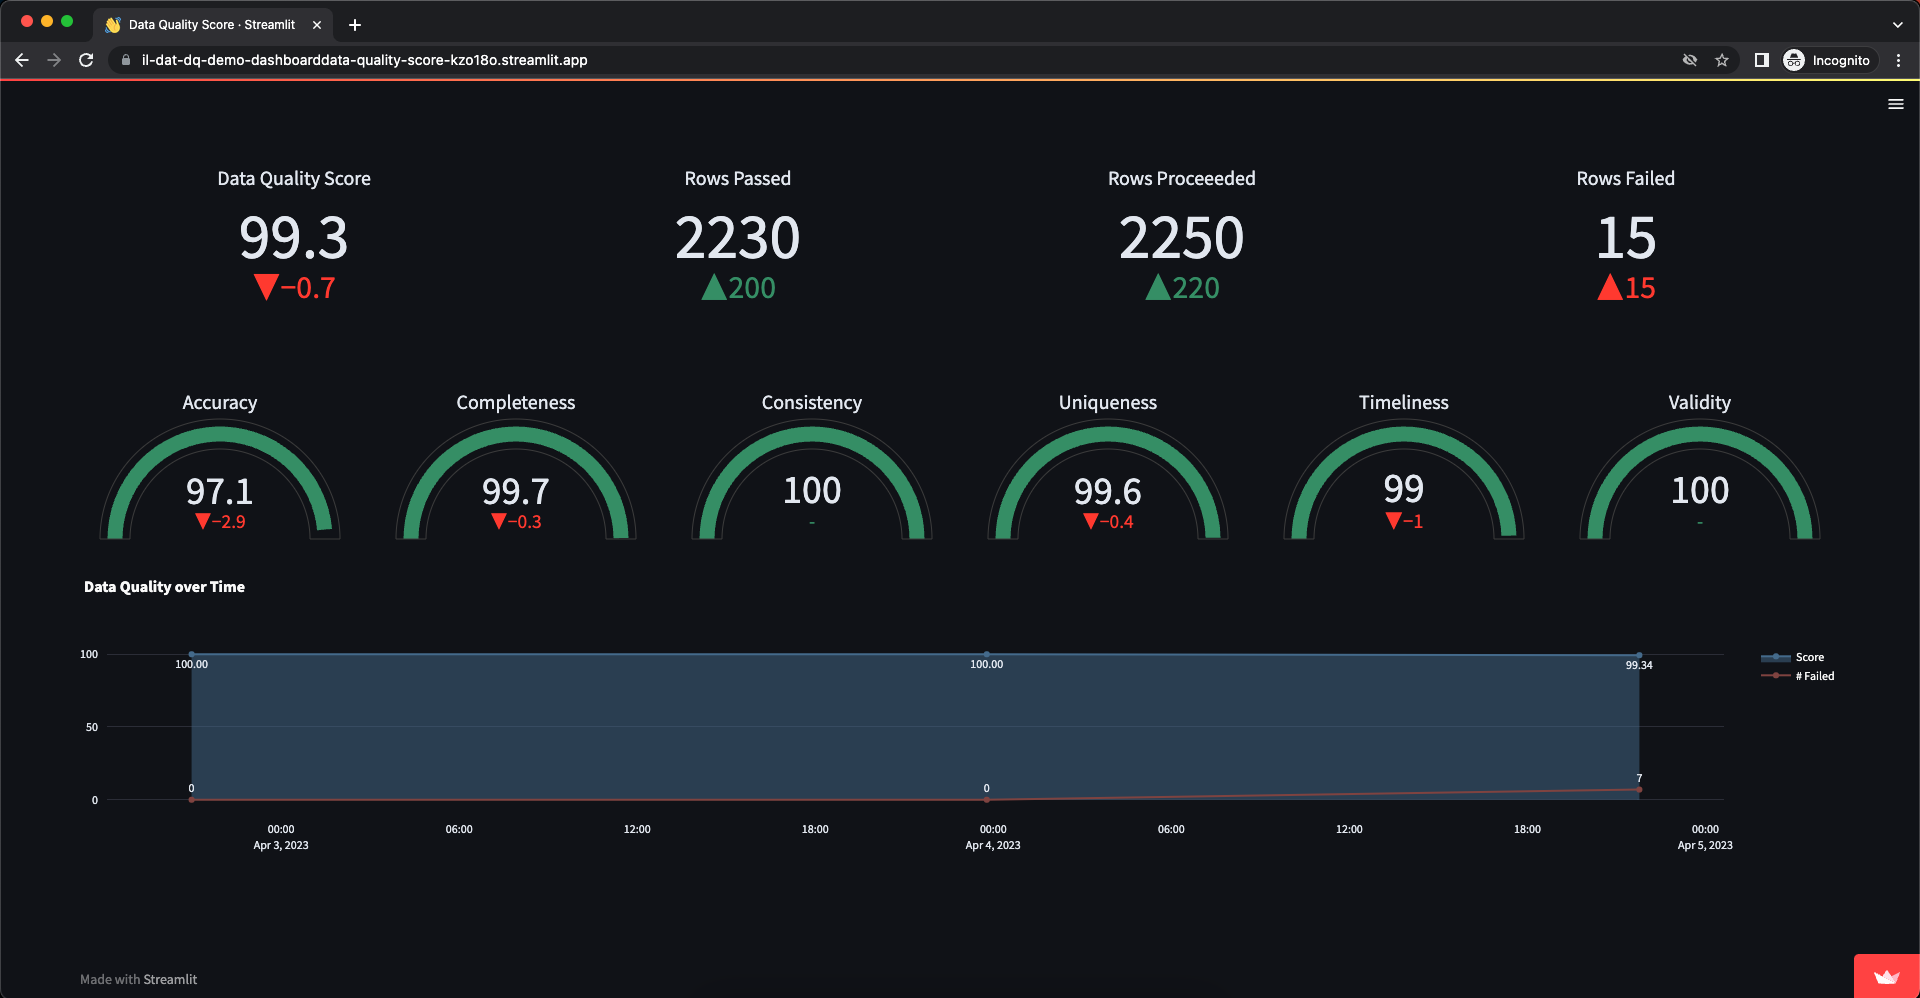 Data Quality Score · Streamlit
il-dat-dq-demo-dashboarddata-quality-score-kzo18o.streamlit.app
Incognito
Data Quality Score
Rows Passed
Rows Proceeeded
Rows Failed
99.3
2230
2250
15
▼−0.7
▲200
▲220
▲15
Accuracy
Completeness
Consistency
Uniqueness
Timeliness
Validity
97.1
99.7
100
99.6
99
100
▼−2.9
▼−0.3
-
▼−0.4
▼−1
-
Data Quality over Time
100
50
0
100.00
100.00
99.34
0
0
7
Score
# Failed
00:00
06:00
12:00
18:00
00:00
06:00
12:00
18:00
00:00
Apr 3, 2023
Apr 4, 2023
Apr 5, 2023
Made with Streamlit